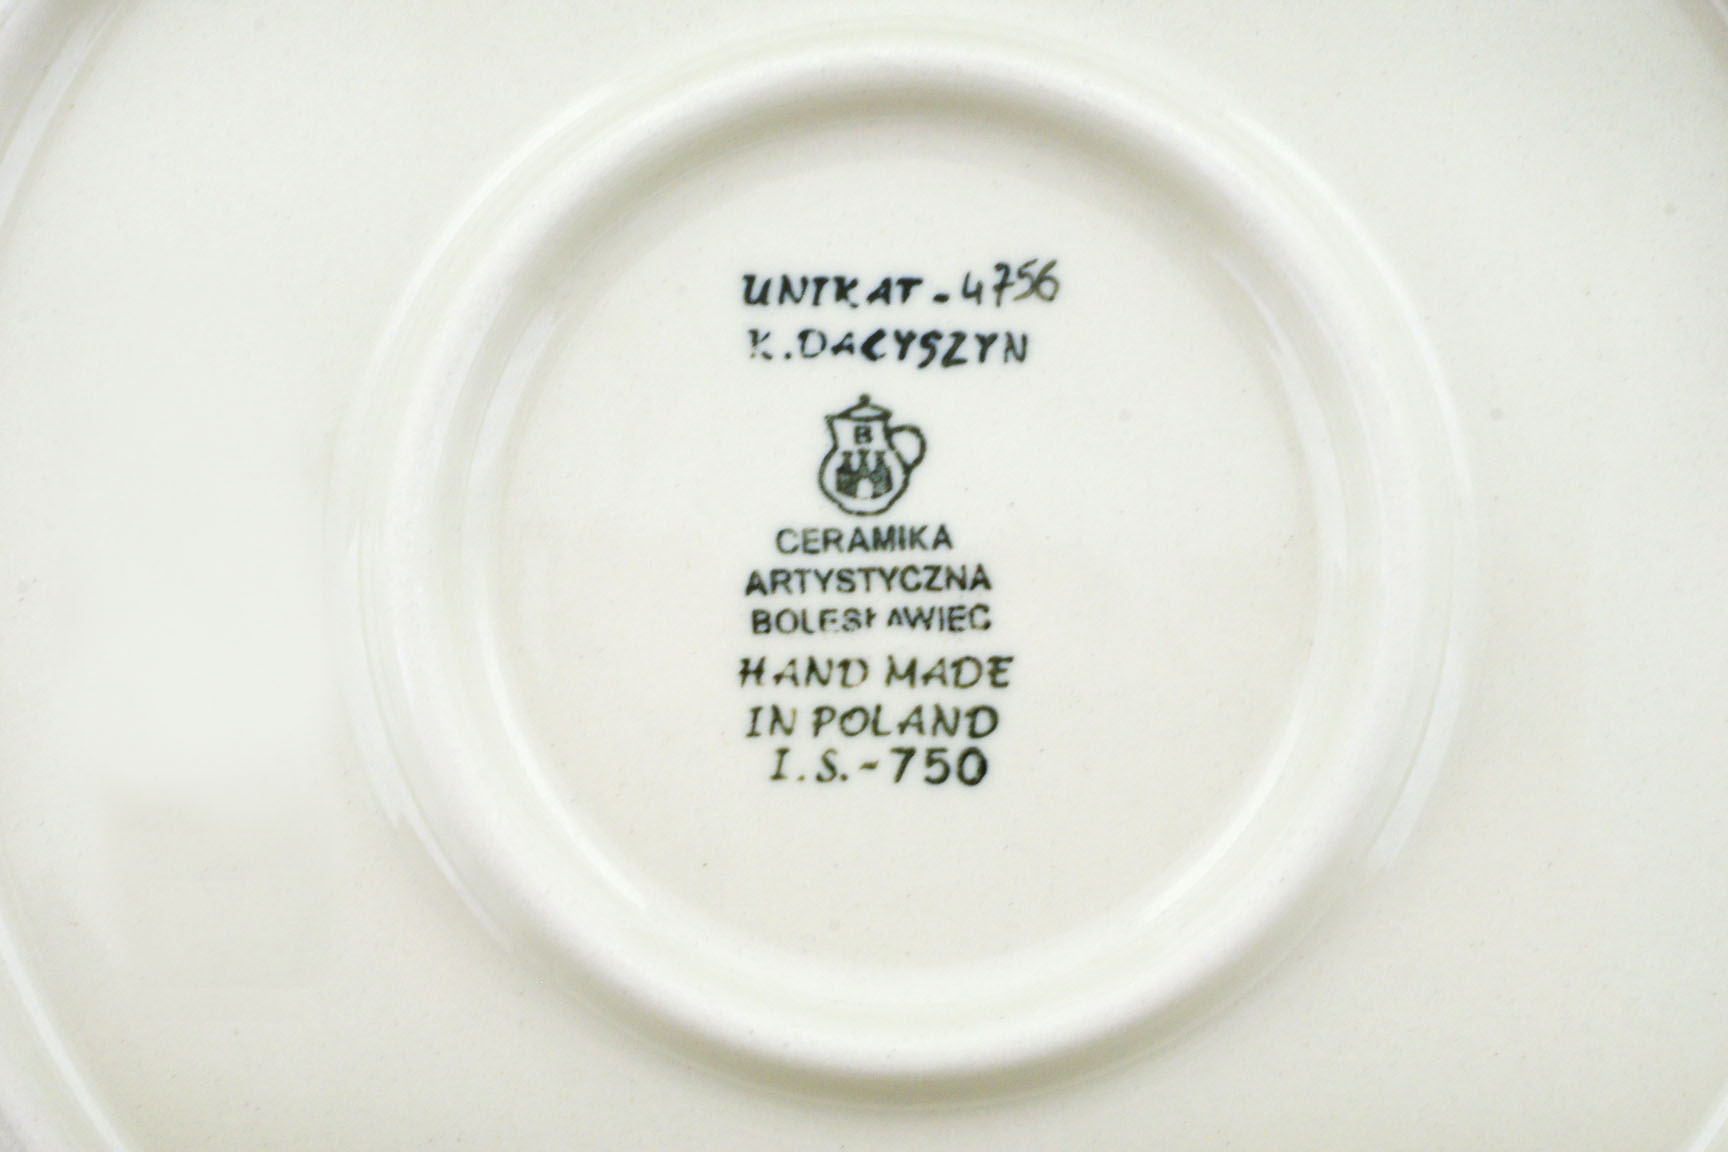 UNIKAT - 4756
K. DACYSZYN
B
CERAMIKA
ARTYSTYCZNA
BOLESŁAWIEC
HAND MADE
IN POLAND
I.S.-750